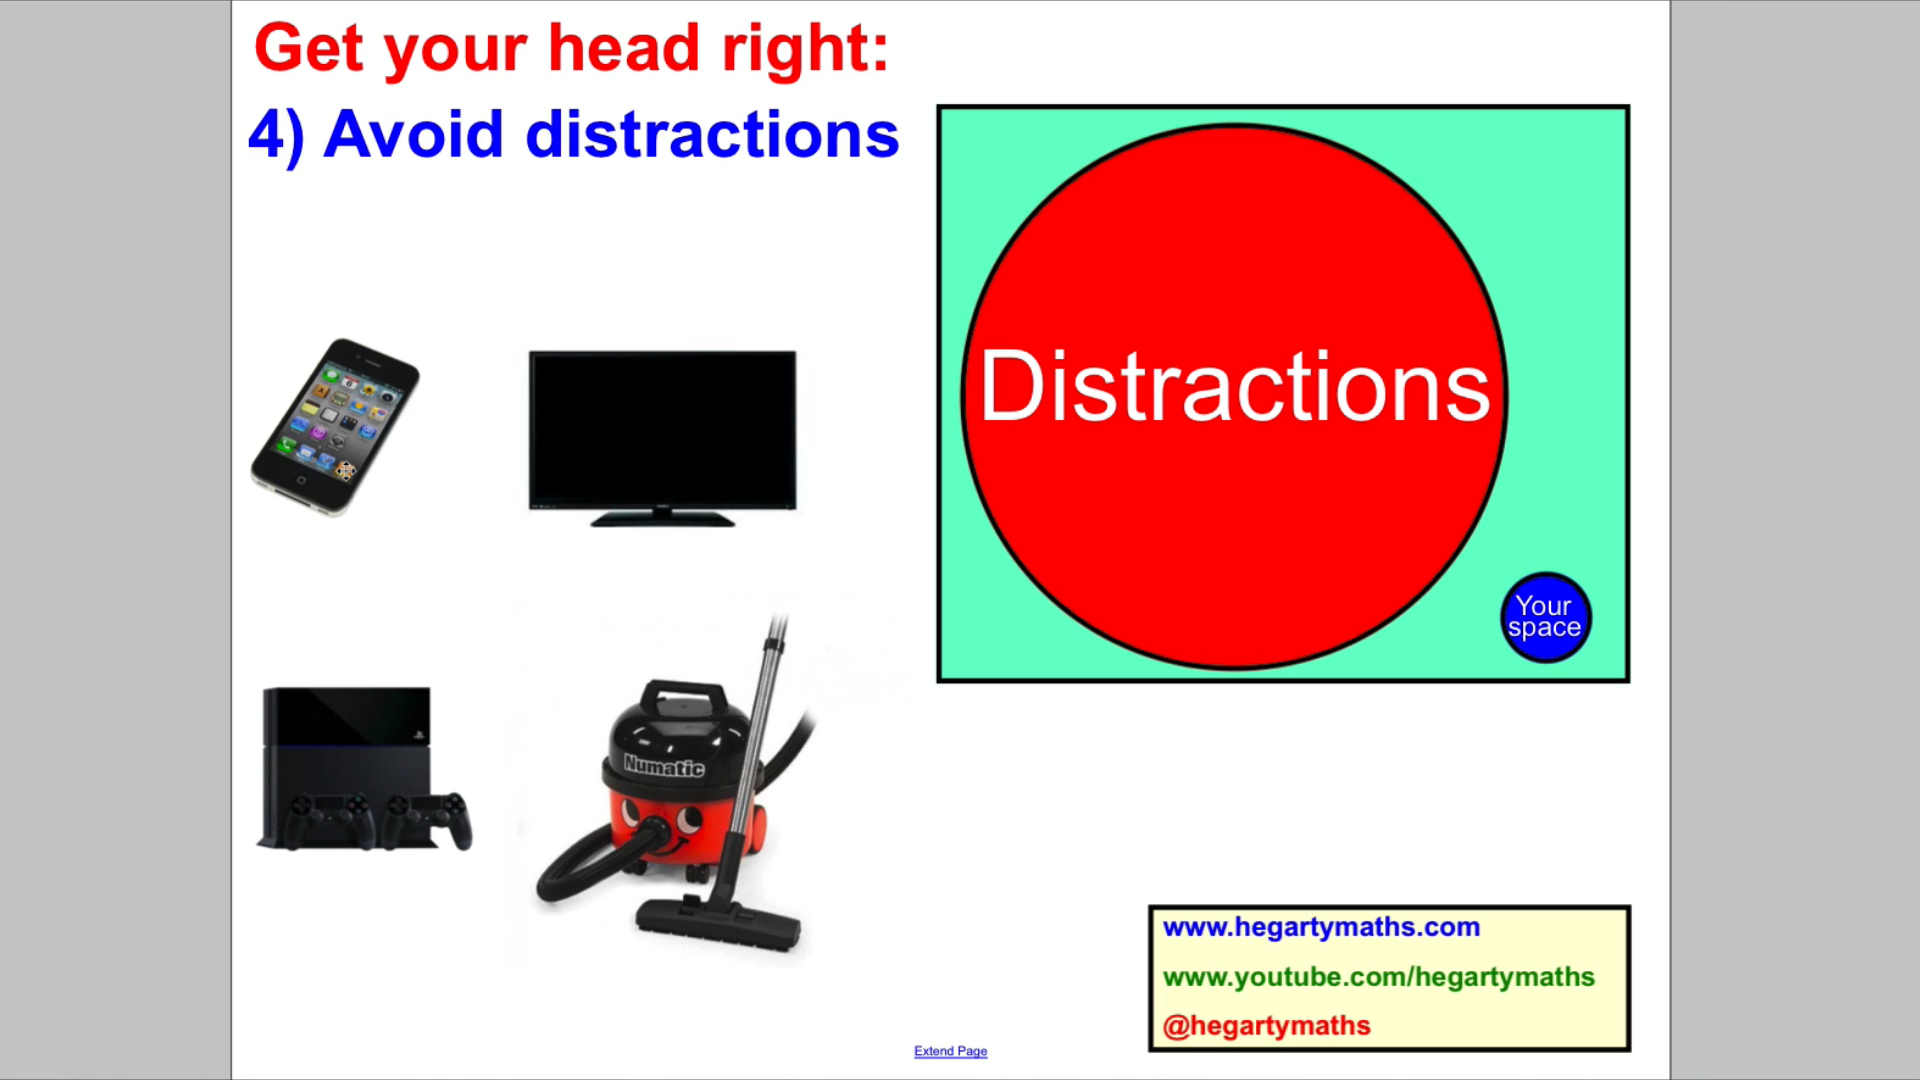 Get your head right:
4) Avoid distractions
Distractions
Your
space
Numatic
www.hegartymaths.com
www.youtube.com/hegartymaths
@hegartymaths
Extend Page